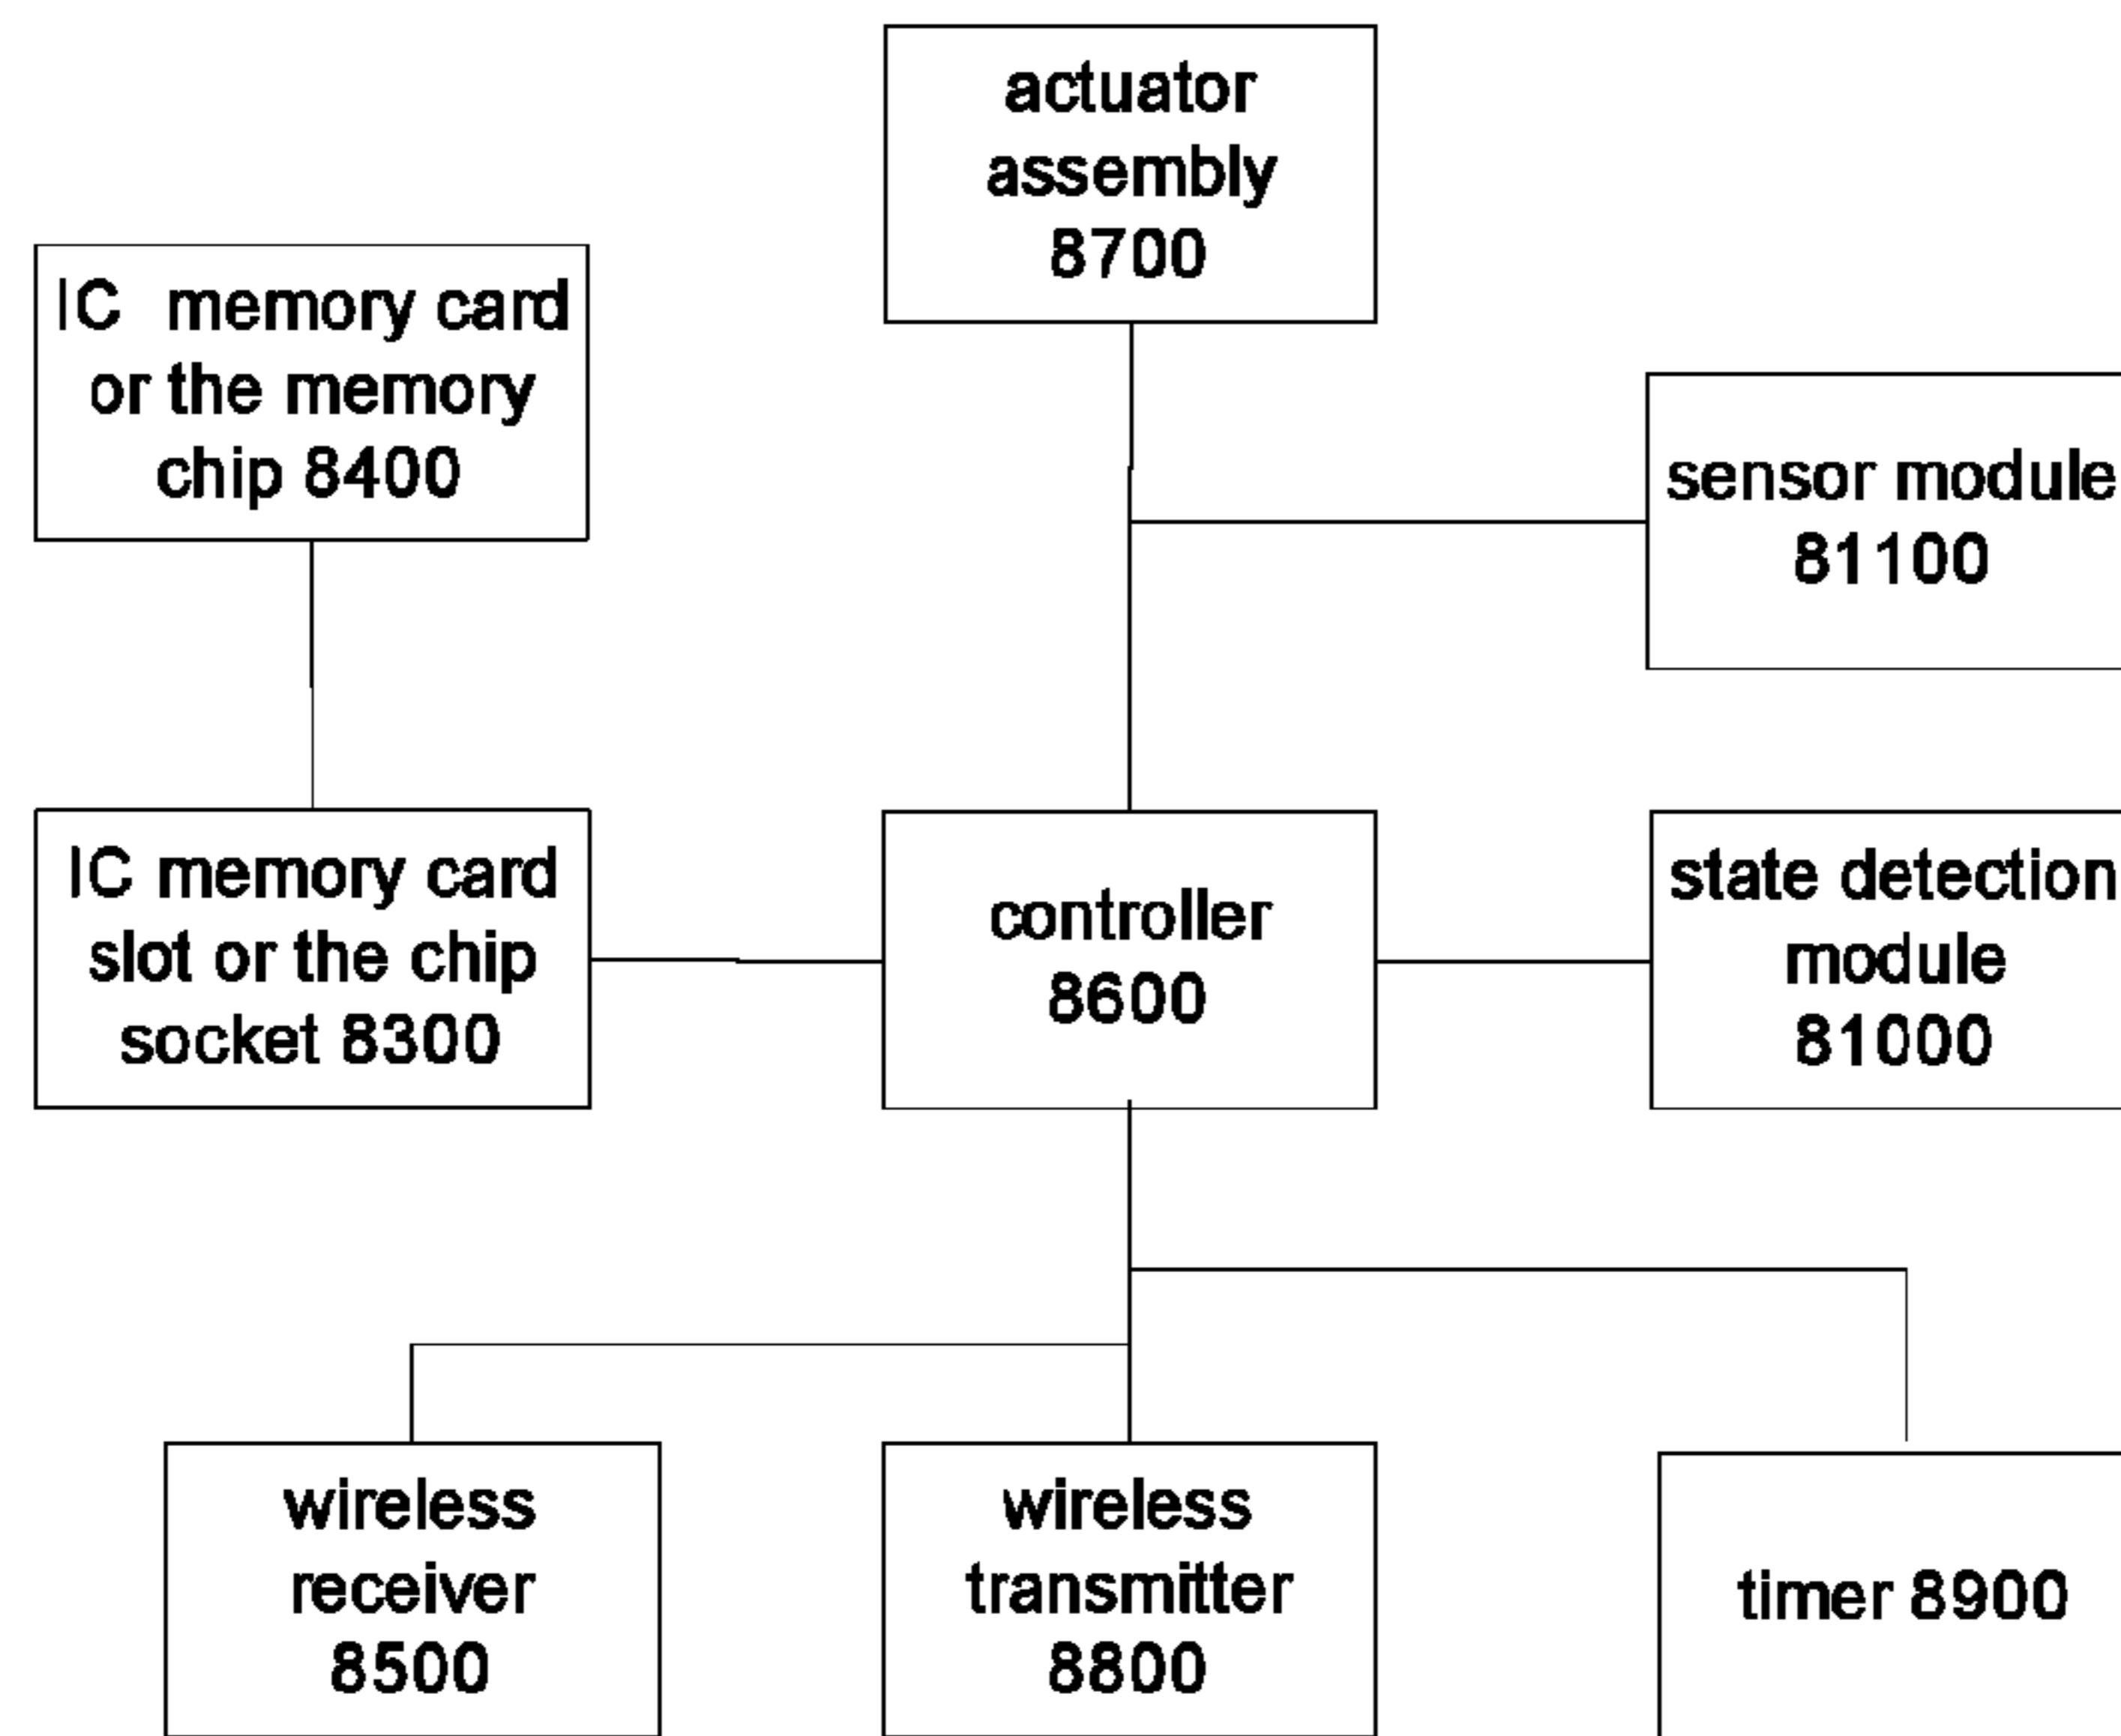 actuator
assembly
8700
IC memory card
or the memory
chip 8400
sensor module
81100
IC memory card
slot or the chip
socket 8300
controller
8600
state detection
module
81000
wireless
receiver
8500
wireless
transmitter
8800
timer 8900